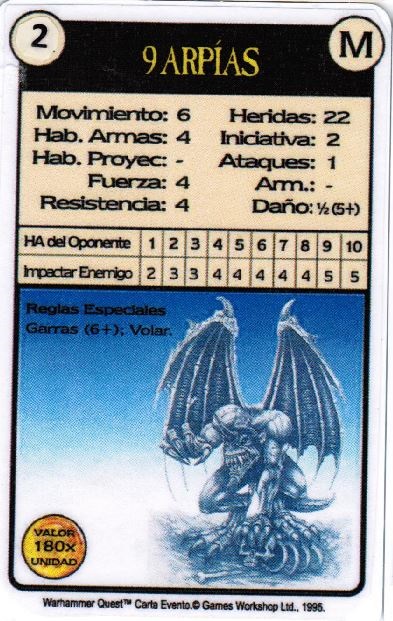 2
M
9 ARPÍAS
Movimiento: 6 Heridas: 22
Hab. Armas: 4 Iniciativa: 2
Hab. Proyec: - Ataques: 1
Fuerza: 4 Arm.: -
Resistencia: 4 Daño: ½ (5+)
HA del Oponente 1 2 3 4 5 6 7 8 9 10
Impactar Enemigo 2 3 3 4 4 4 4 4 5 5
Reglas Especiales
Garras (6+); Volar.
VALOR
180x
UNIDAD
Warhammer Quest™ Carta Evento.© Games Workshop Ltd., 1995.